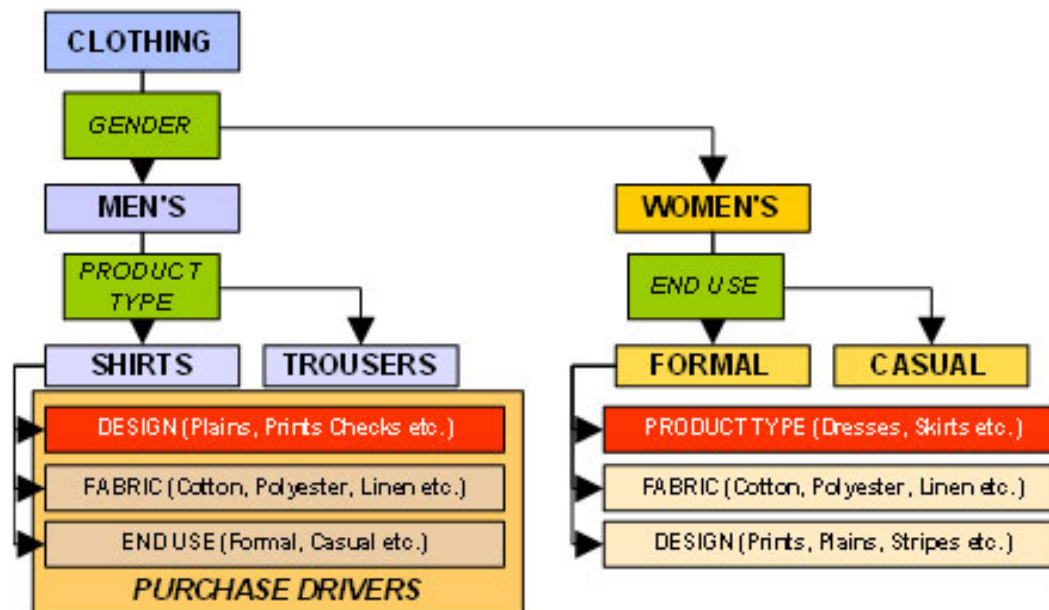 CLOTHING
GENDER
MEN'S
WOMEN'S
PRODUCT
TYPE
END USE
SHIRTS
TROUSERS
FORMAL
CASUAL
DESIGN (Plains, Prints Checks etc.)
FABRIC (Cotton, Polyester, Linen etc.)
END USE (Formal, Casual etc.)
PURCHASE DRIVERS
PRODUCT TYPE (Dresses, Skirts etc.)
FABRIC (Cotton, Polyester, Linen etc.)
DESIGN (Prints, Plains, Stripes etc.)